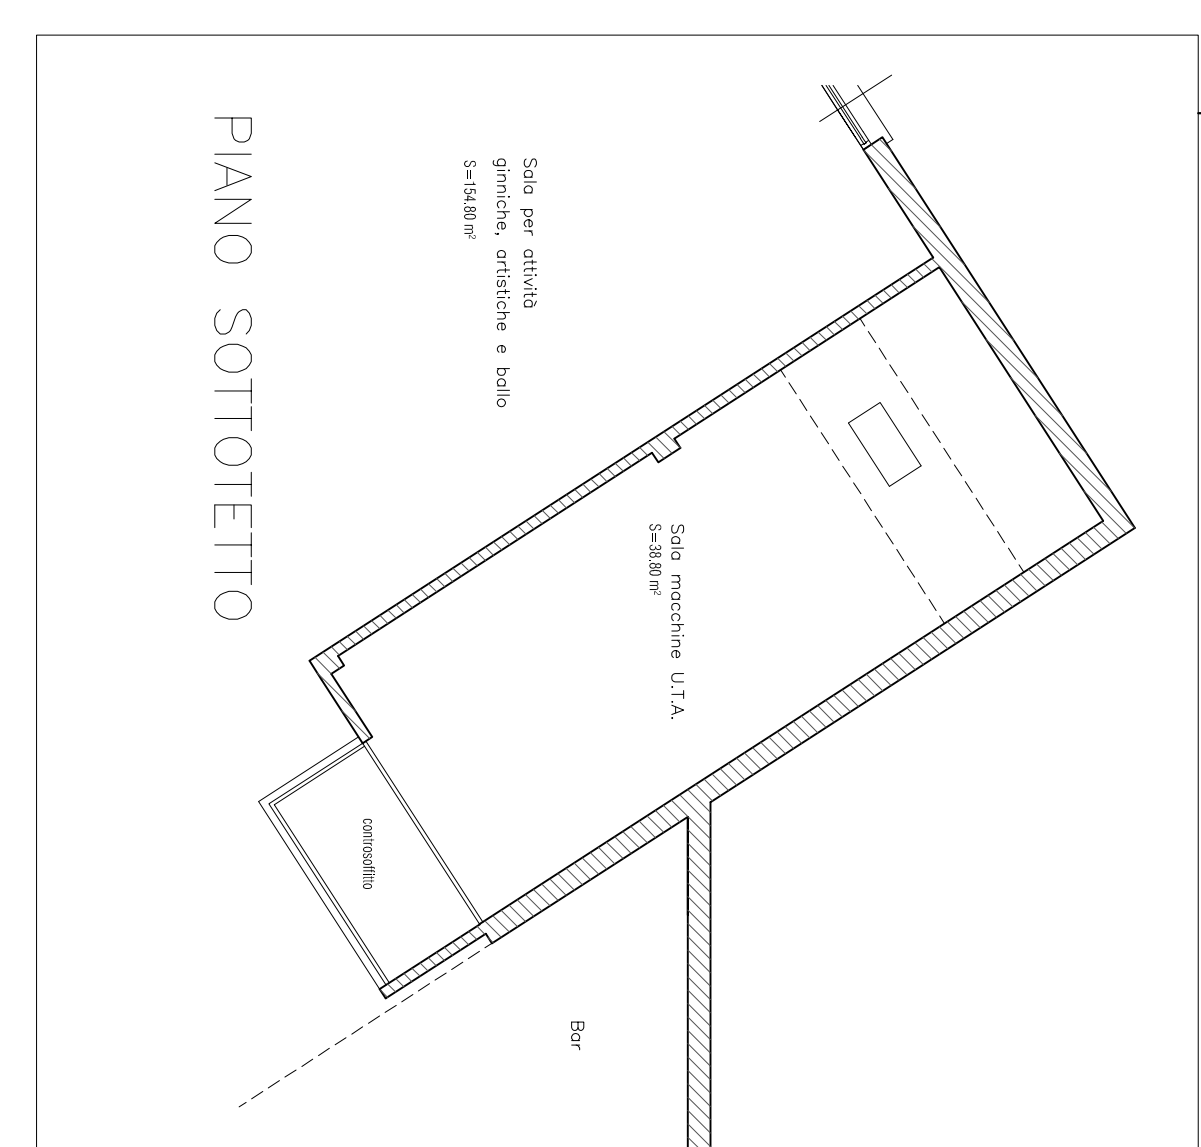 Sala per attività
ginniche, artistiche e ballo
S=154.80 m²
Sala macchine U.T.A.
S=38.80 m²
controsoffitto
Bar
PIANO SOTTOTETTO